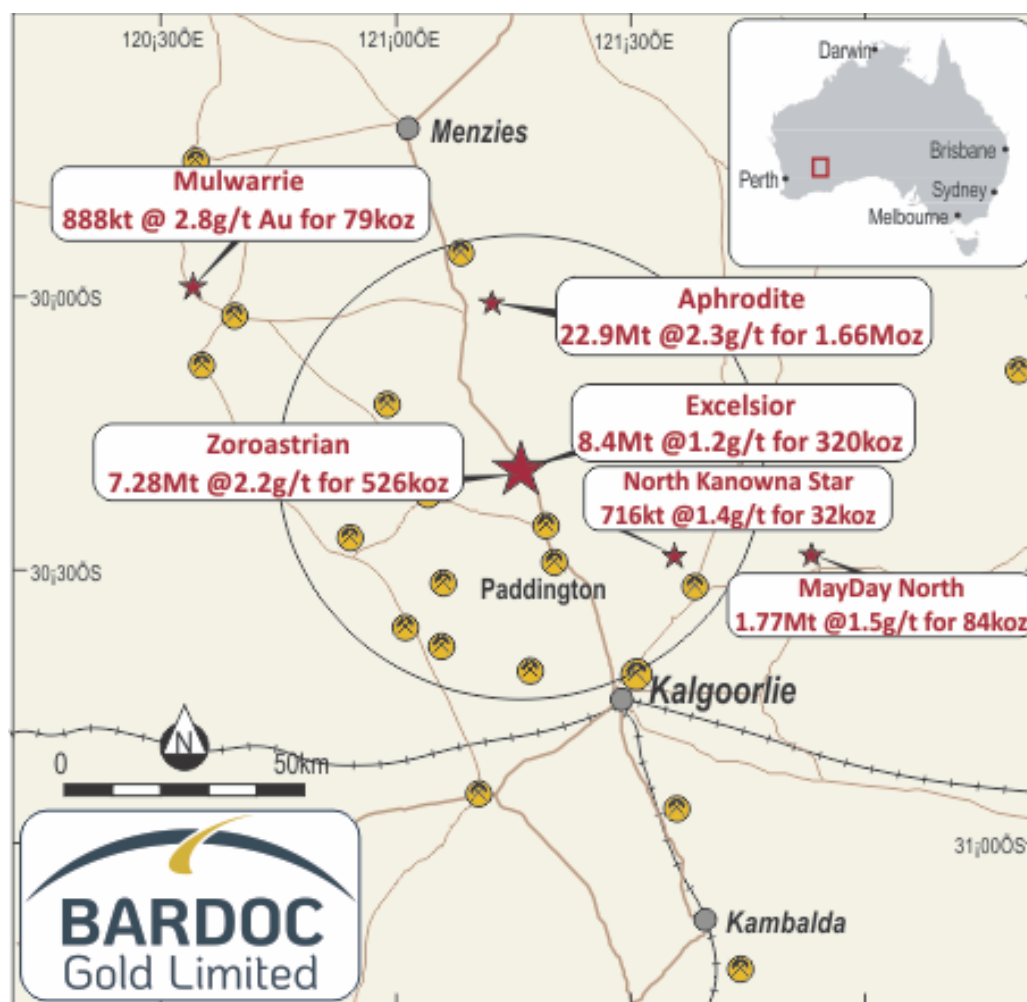 120¡30ÕE
121¡00ÕE
121¡30ÕE
Darwin
Brisbane
Perth
Sydney
Melbourne
Menzies
Mulwarrie
888kt @ 2.8g/t Au for 79koz
30¡00ÕS
Aphrodite
22.9Mt @2.3g/t for 1.66Moz
Excelsior
8.4Mt @1.2g/t for 320koz
Zoroastrian
7.28Mt @2.2g/t for 526koz
North Kanowna Star
716kt @1.4g/t for 32koz
30¡30ÕS
Paddington
MayDay North
1.77Mt @1.5g/t for 84koz
Kalgoorlie
N
0
50km
31¡00ÕS
BARDOC
Gold Limited
Kambalda